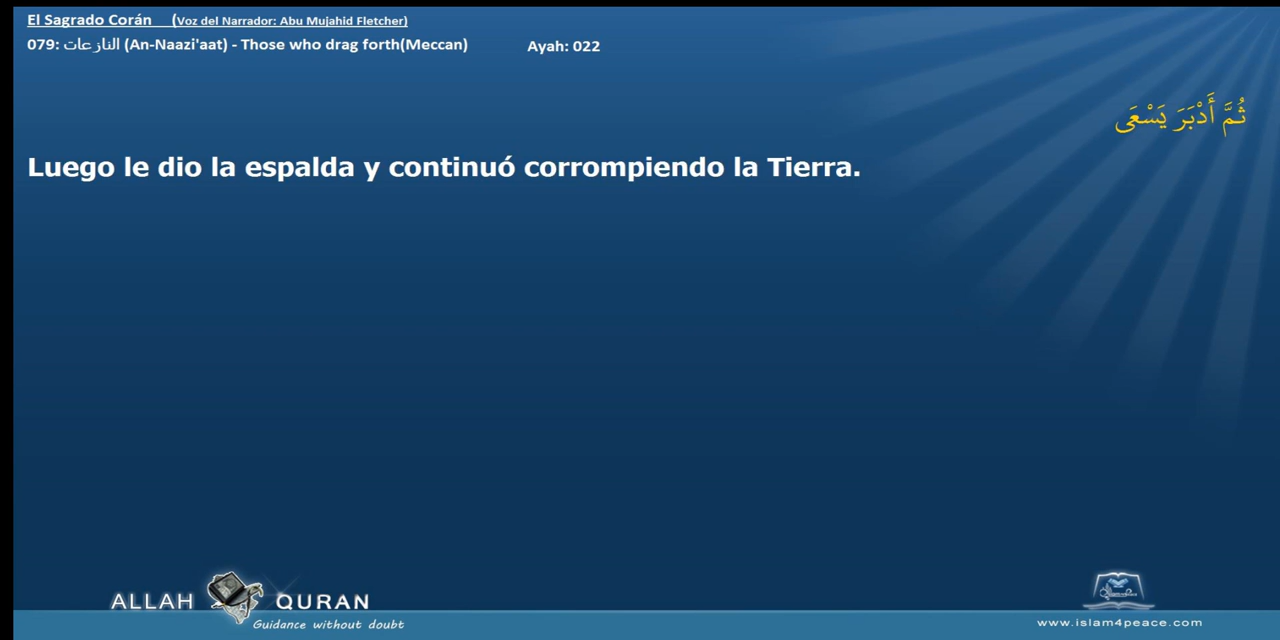 El Sagrado Corán (Voz del Narrador: Abu Mujahid Fletcher)
079: النازعات (An-Naazi'aat) - Those who drag forth(Meccan) Ayah: 022
ثُمَّ أَدْبَرَ يَسْعَى
Luego le dio la espalda y continuó corrompiendo la Tierra.
ALLAH QURAN
Guidance without doubt
www.islam4peace.com